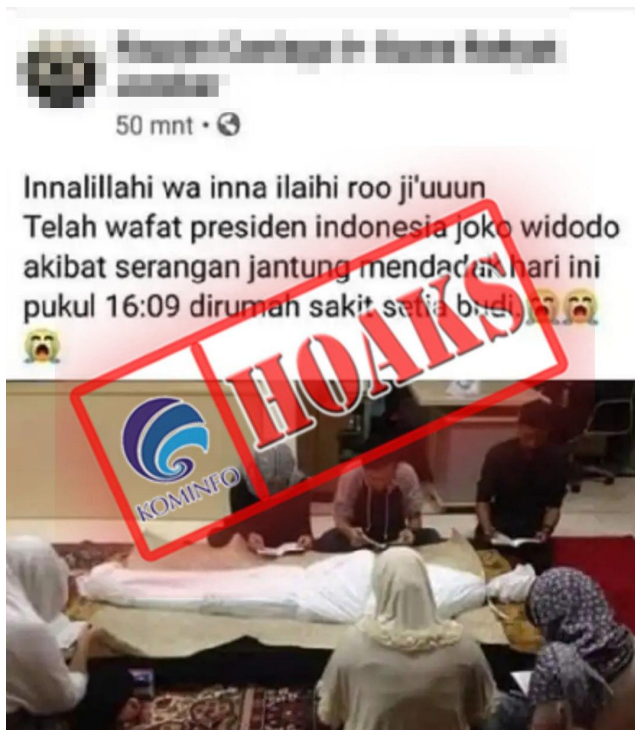 50 mnt
Innalillahi wa inna ilaihi roo ji'uuun
Telah wafat presiden indonesia joko widodo
akibat serangan jantung mendadak hari ini
pukul 16:09 dirumah sakit setia budi.
HOAKS
KOMINFO